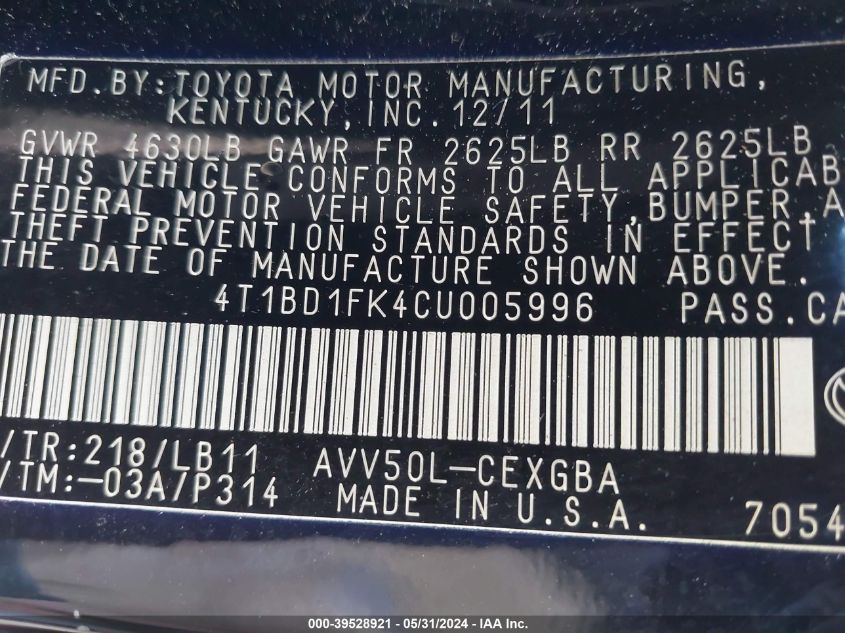 MFD.BY:TOYOTA MOTOR MANUFACTURING,
KENTUCKY,INC.12/11
GVWR 4630LB GAWR FR 2625LB RR 2625LB
THIS VEHICLE CONFORMS TO ALL APPLICAB
FEDERAL MOTOR VEHICLE SAFETY,BUMPER,A
THEFT PREVENTION STANDARDS IN EFFECT
THE DATE OF MANUFACTURE SHOWN ABOVE.
4T1BD1FK4CU005996 PASS.CA
/TR:218/LB11 AVV50L-CEXGBA
/TM:-03A/P314 MADE IN U.S.A. 7054
000-39528921 / 05/31/2024 - IAA Inc.